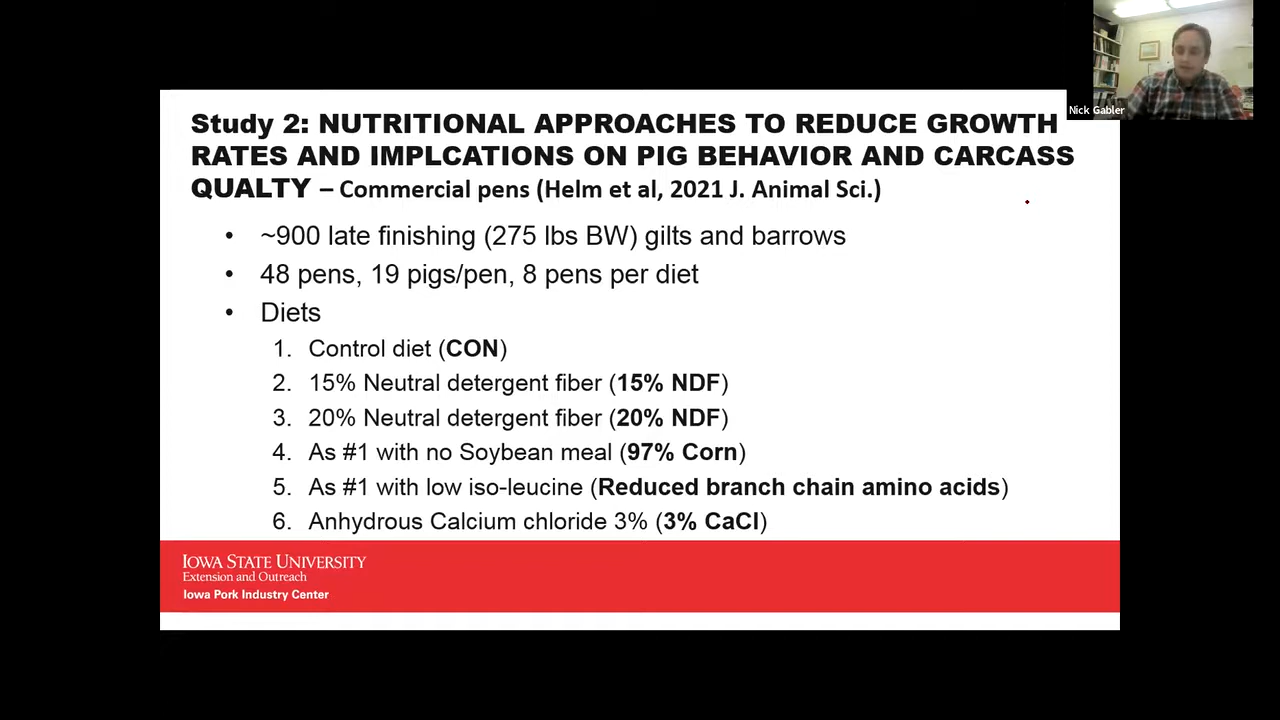 Nick Gabler
Study 2: NUTRITIONAL APPROACHES TO REDUCE GROWTH
RATES AND IMPLCATIONS ON PIG BEHAVIOR AND CARCASS
QUALTY – Commercial pens (Helm et al, 2021 J. Animal Sci.)
• ~900 late finishing (275 lbs BW) gilts and barrows
• 48 pens, 19 pigs/pen, 8 pens per diet
• Diets
1. Control diet (CON)
2. 15% Neutral detergent fiber (15% NDF)
3. 20% Neutral detergent fiber (20% NDF)
4. As #1 with no Soybean meal (97% Corn)
5. As #1 with low iso-leucine (Reduced branch chain amino acids)
6. Anhydrous Calcium chloride 3% (3% CaCl)
IOWA STATE UNIVERSITY
Extension and Outreach
Iowa Pork Industry Center